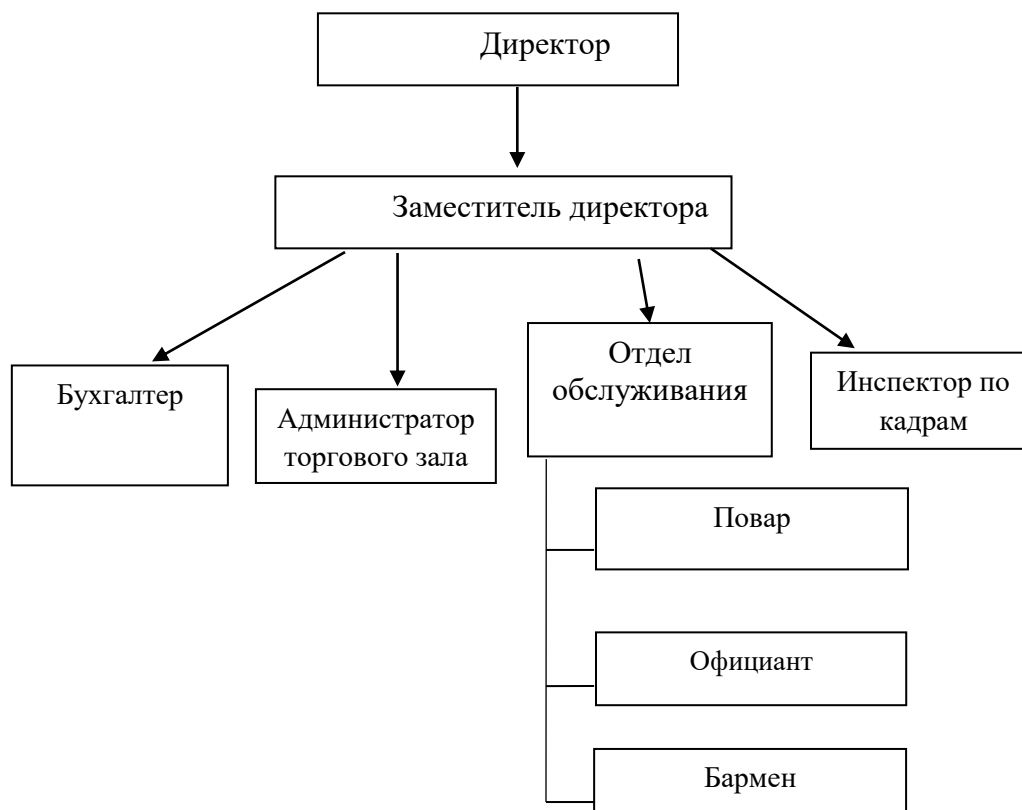 Директор
Заместитель директора
Бухгалтер
Администратор
торгового зала
Отдел
обслуживания
Инспектор по
кадрам
Повар
Официант
Бармен